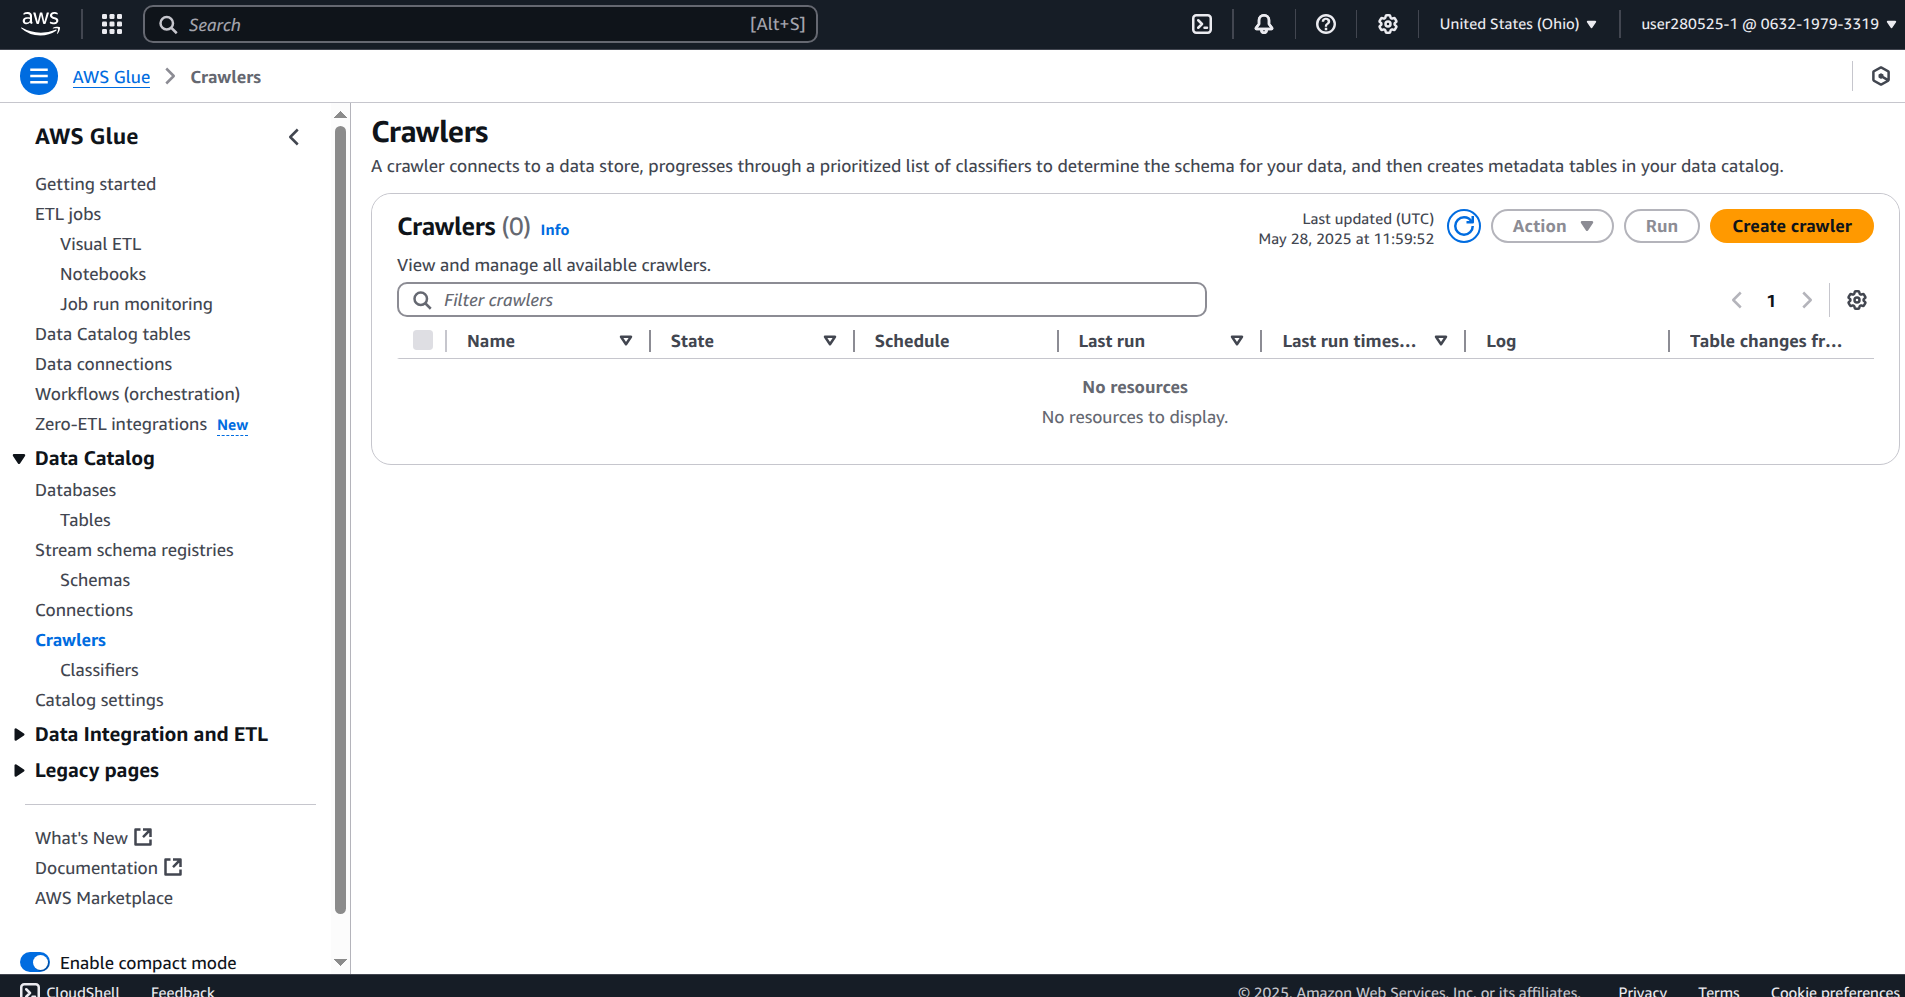 aws
Search [Alt+S]
United States (Ohio)
user280525-1 @ 0632-1979-3319
AWS Glue
Crawlers
AWS Glue
Getting started
ETL jobs
Visual ETL
Notebooks
Job run monitoring
Data Catalog tables
Data connections
Workflows (orchestration)
Zero-ETL integrations New
Data Catalog
Databases
Tables
Stream schema registries
Schemas
Connections
Crawlers
Classifiers
Catalog settings
Data Integration and ETL
Legacy pages
What's New
Documentation
AWS Marketplace
Enable compact mode
Crawlers
A crawler connects to a data store, progresses through a prioritized list of classifiers to determine the schema for your data, and then creates metadata tables in your data catalog.
Crawlers (0) Info
Last updated (UTC)
May 28, 2025 at 11:59:52
Action
Run
Create crawler
View and manage all available crawlers.
Filter crawlers
1
Name State Schedule Last run Last run times... Log Table changes fr...
No resources
No resources to display.
CloudShell Feedback © 2025, Amazon Web Services, Inc. or its affiliates. Privacy Terms Cookie preferences